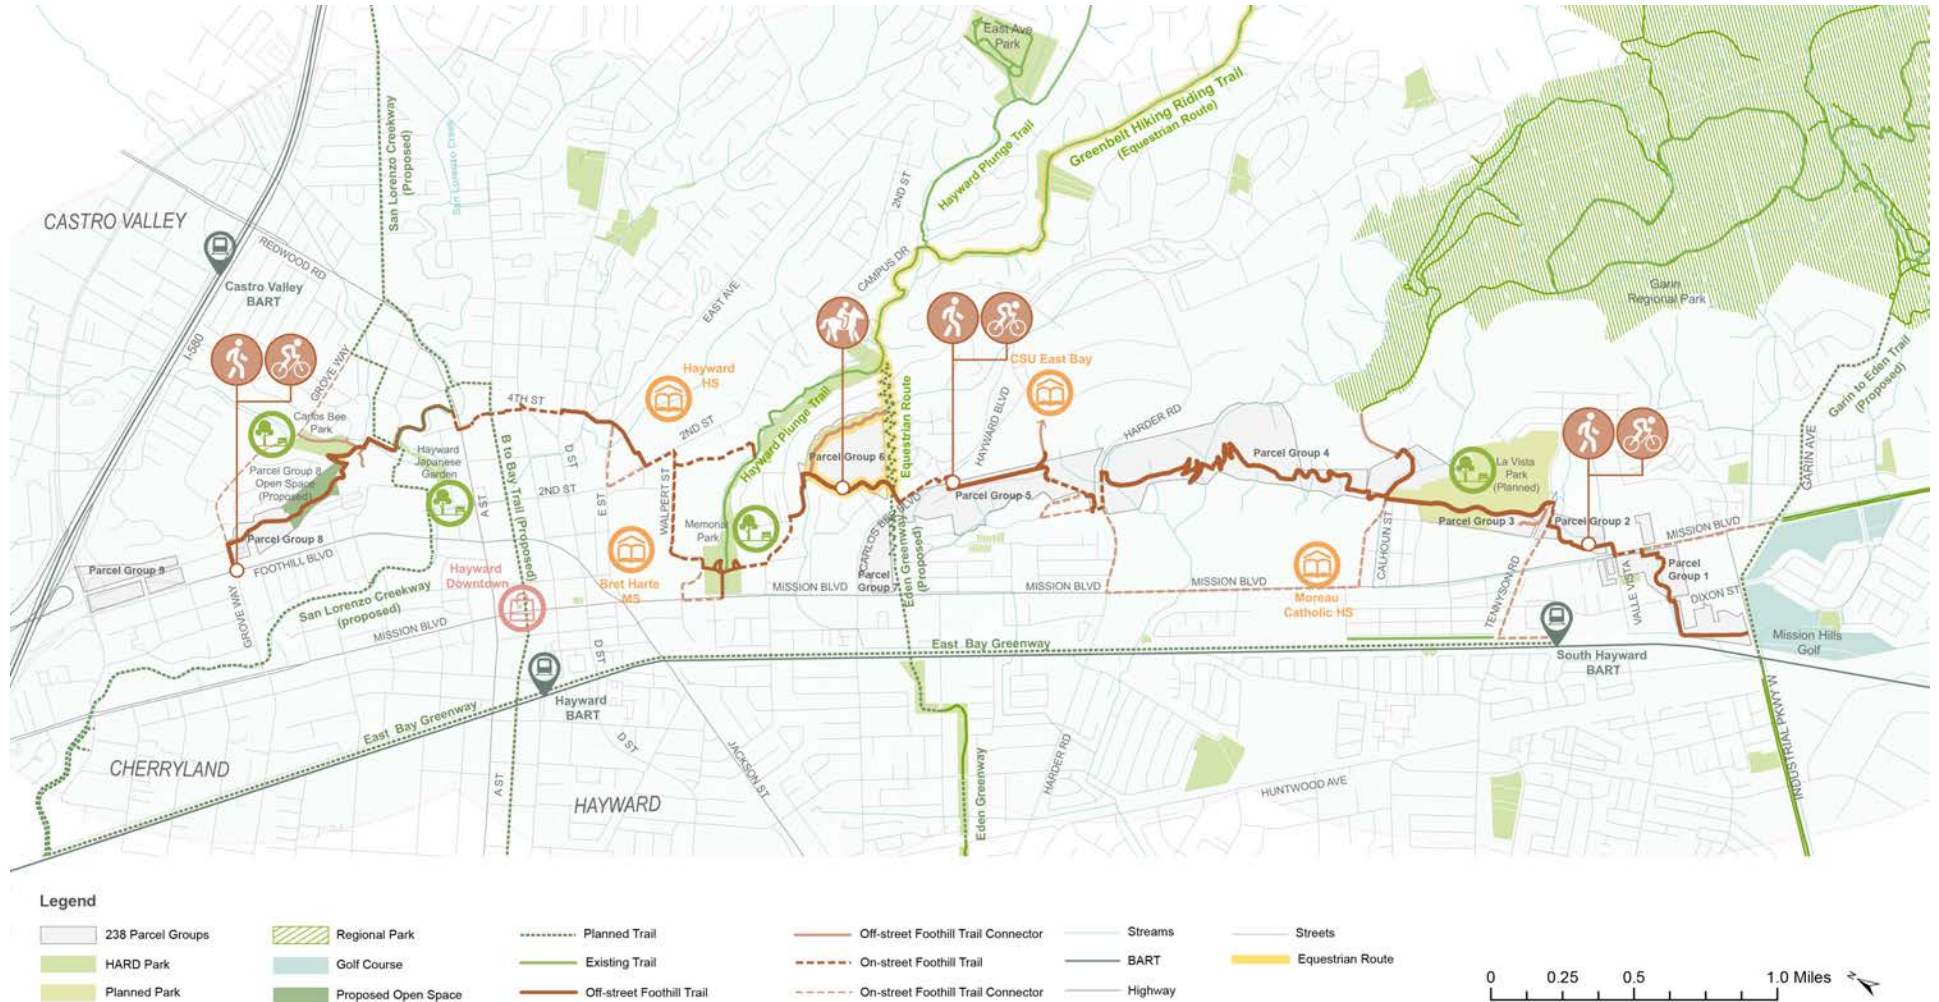 East Ave
Park
San Lorenzo Creekway
(Proposed)
San Lorenzo Creek
Hayward Plunge Trail
Greenbelt Hiking Riding Trail
(Equestrian Route)
2ND ST
CASTRO VALLEY
REDWOOD RD
Castro Valley
BART
CAMPUS DR
EAST AVE
Garin
Regional Park
I-580
GROVE WAY
Hayward
HS
CSU East Bay
Garin to Eden Trail
(Proposed)
Carlos Bee
Park
4TH ST
2ND ST
Hayward Plunge Trail
Equestrian Route
HAYWARD BLVD
HARDER RD
GARIN AVE
Hayward
Japanese
Garden
Parcel Group 8
Open Space
(Proposed)
B to Bay Trail (Proposed)
D ST
2ND ST
E ST
A ST
WALPERT ST
Parcel Group 6
Parcel Group 4
La Vista
Park
(Planned)
Parcel Group 5
CARLOS BEE BLVD
Memorial
Park
Parcel Group 3
Parcel Group 2
MISSION BLVD
Parcel Group 8
FOOTHILL BLVD
Parcel Group 9
Hayward
Downtown
Bret Harte
MS
MISSION BLVD
Parcel
Group 7
Eden Greenway
(Proposed)
MISSION BLVD
MISSION BLVD
CALHOUN ST
Moreau
Catholic HS
TENNYSON RD
VALLE VISTA
Parcel
Group 1
DIXON ST
GROVE WAY
San Lorenzo Creekway
(proposed)
MISSION BLVD
D ST
East Bay Greenway
South Hayward
BART
Mission Hills
Golf
Hayward
BART
East Bay Greenway
D ST
JACKSON ST
A ST
CHERRYLAND
HAYWARD
Eden Greenway
HARDER RD
HUNTWOOD AVE
INDUSTRIAL PKWY W
Legend
238 Parcel Groups
HARD Park
Planned Park
Regional Park
Golf Course
Proposed Open Space
Planned Trail
Existing Trail
Off-street Foothill Trail
Off-street Foothill Trail Connector
On-street Foothill Trail
On-street Foothill Trail Connector
Streams
BART
Highway
Streets
Equestrian Route
0 0.25 0.5 1.0 Miles
N